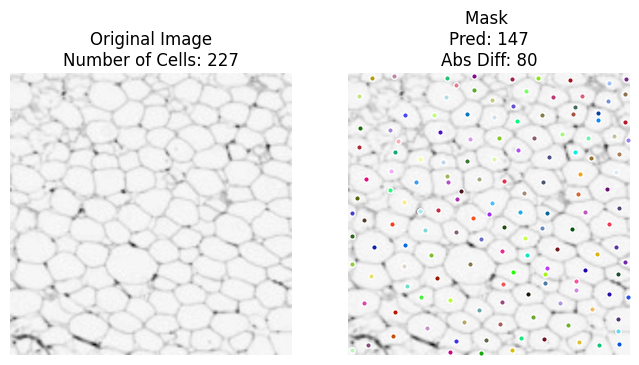 Original Image
Number of Cells: 227
Mask
Pred: 147
Abs Diff: 80